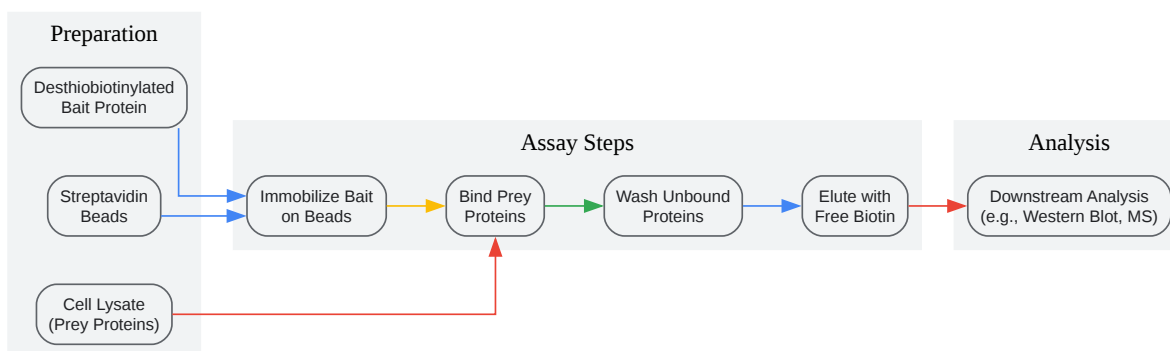 Preparation
Desthiobiotinylated
Bait Protein
Streptavidin
Beads
Cell Lysate
(Prey Proteins)
Assay Steps
Immobilize Bait
on Beads
Bind Prey
Proteins
Wash Unbound
Proteins
Elute with
Free Biotin
Analysis
Downstream Analysis
(e.g., Western Blot, MS)